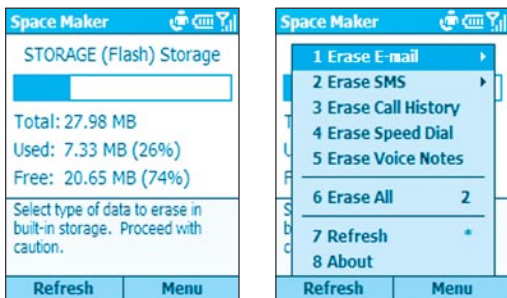 Space Maker
STORAGE (Flash) Storage
Total: 27.98 MB
Used: 7.33 MB (26%)
Free: 20.65 MB (74%)
Select type of data to erase in
built-in storage. Proceed with
caution.
Refresh Menu
Space Maker
1 Erase E-mail
2 Erase SMS
3 Erase Call History
4 Erase Speed Dial
5 Erase Voice Notes
6 Erase All 2
7 Refresh *
8 About
Refresh Menu